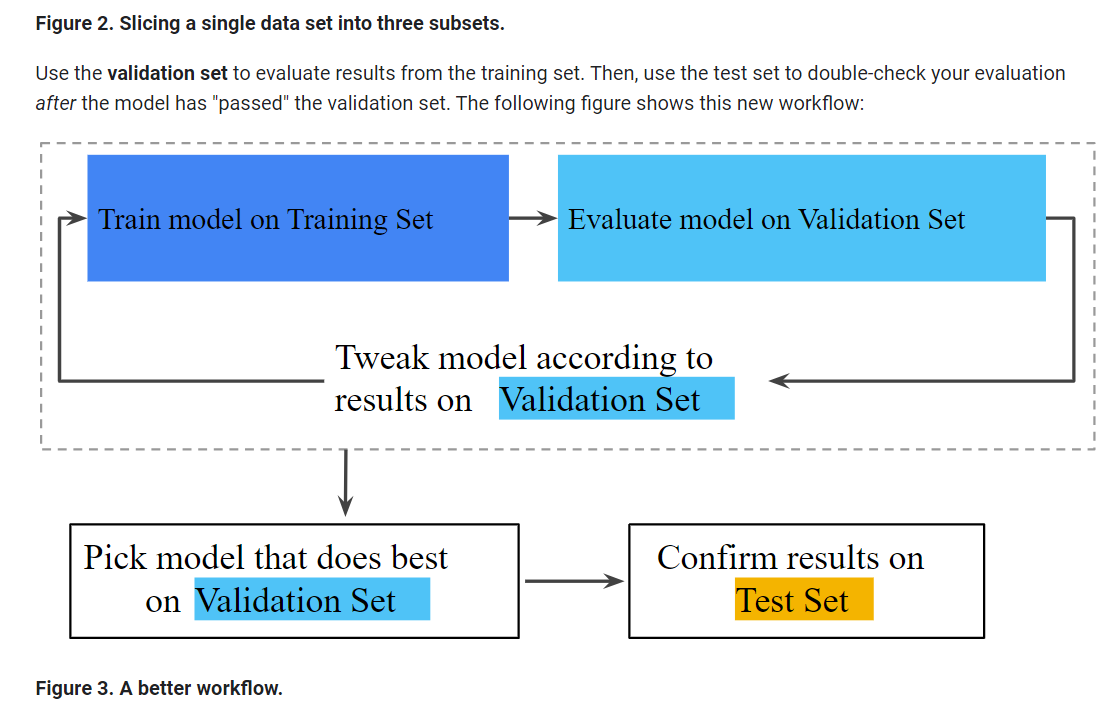 Figure 2. Slicing a single data set into three subsets.
Use the validation set to evaluate results from the training set. Then, use the test set to double-check your evaluation
after the model has "passed" the validation set. The following figure shows this new workflow:
Train model on Training Set
Evaluate model on Validation Set
Tweak model according to
results on Validation Set
Pick model that does best
on Validation Set
Confirm results on
Test Set
Figure 3. A better workflow.